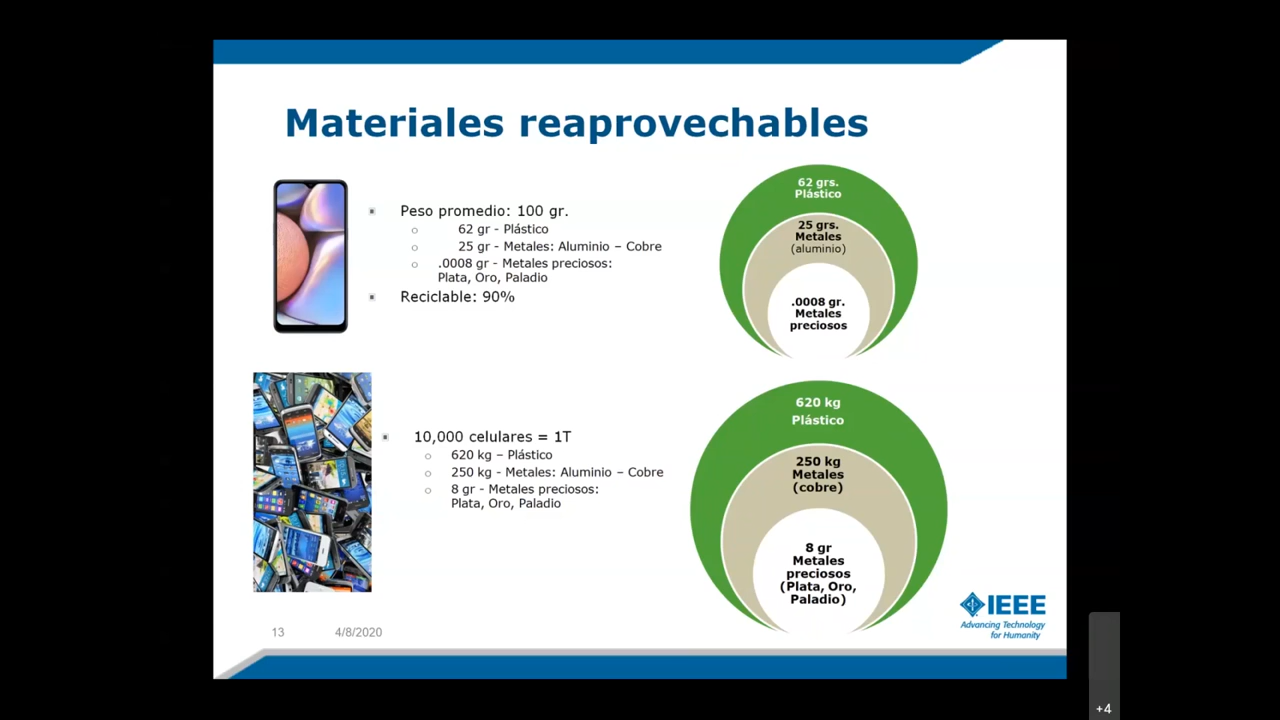 Materiales reaprovechables
Peso promedio: 100 gr.
62 gr - Plástico
25 gr - Metales: Aluminio – Cobre
.0008 gr - Metales preciosos:
Plata, Oro, Paladio
Reciclable: 90%
62 grs.
Plástico
25 grs.
Metales
(aluminio)
.0008 gr.
Metales
preciosos
10,000 celulares = 1T
620 kg – Plástico
250 kg - Metales: Aluminio – Cobre
8 gr - Metales preciosos:
Plata, Oro, Paladio
620 kg
Plástico
250 kg
Metales
(cobre)
8 gr
Metales
preciosos
(Plata, Oro,
Paladio)
IEEE
Advancing Technology
for Humanity
13
4/8/2020
+4